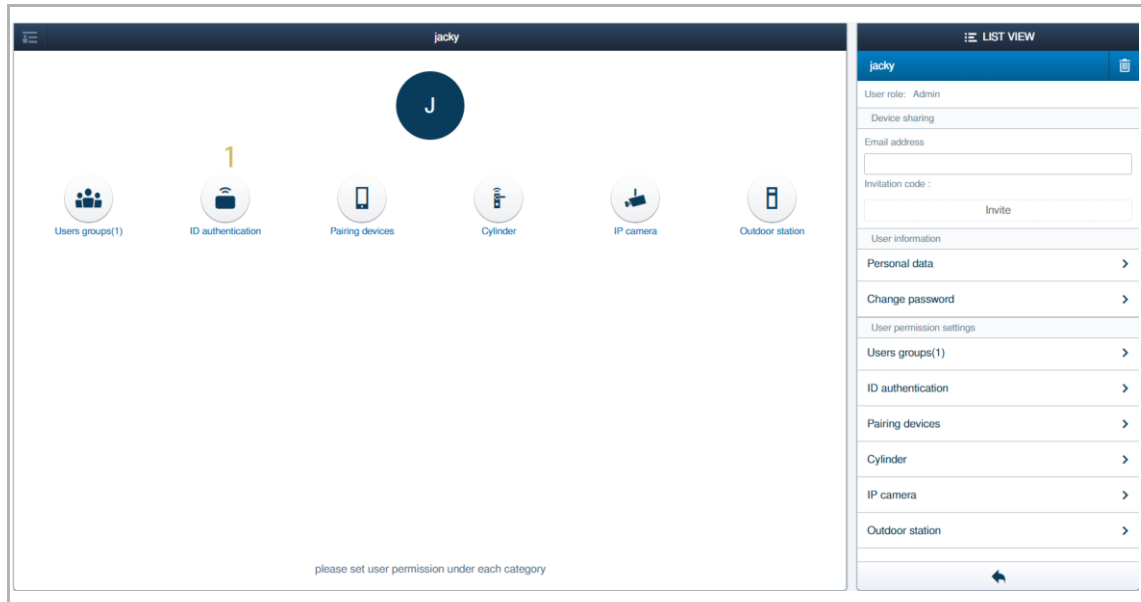 jacky
J
1
Users groups(1)
ID authentication
Pairing devices
Cylinder
IP camera
Outdoor station
please set user permission under each category
LIST VIEW
jacky
User role: Admin
Device sharing
Email address
Invitation code :
Invite
User information
Personal data
Change password
User permission settings
Users groups(1)
ID authentication
Pairing devices
Cylinder
IP camera
Outdoor station